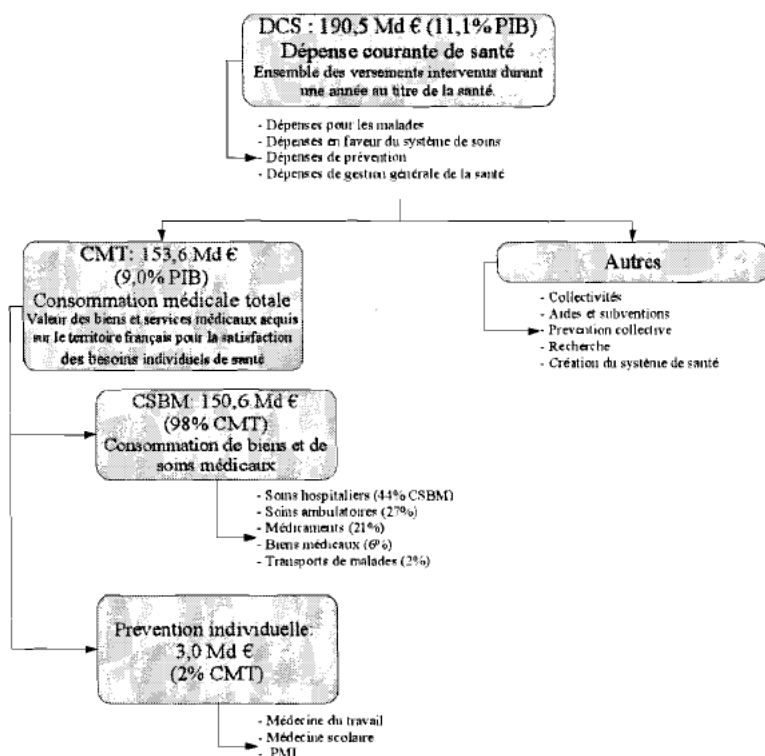 DCS : 190,5 Md € (11,1% PIB)
Dépense courante de santé
Ensemble des versements intervenus durant
une année au titre de la santé.
- Dépenses pour les malades
- Dépenses en faveur du système de soins
- Dépenses de prévention
- Dépenses de gestion générale de la santé
CMT: 153,6 Md €
(9,0% PIB)
Consommation médicale totale
Valeur des biens et services médicaux acquis
sur le territoire français pour la satisfaction
des besoins individuels de santé
Autres
- Collectivités
- Aides et subventions
- Prevention collective
- Recherche
- Création du système de santé
CSBM: 150,6 Md €
(98% CMT)
Consommation de biens et de
soins médicaux
- Soins hospitaliers (44% CSBM)
- Soins ambulatoires (27%)
- Médicaments (21%)
- Biens médicaux (6%)
- Transports de malades (2%)
Prevention individuelle:
3,0 Md €
(2% CMT)
- Médecine du travail
- Médecine scolaire
- PMI